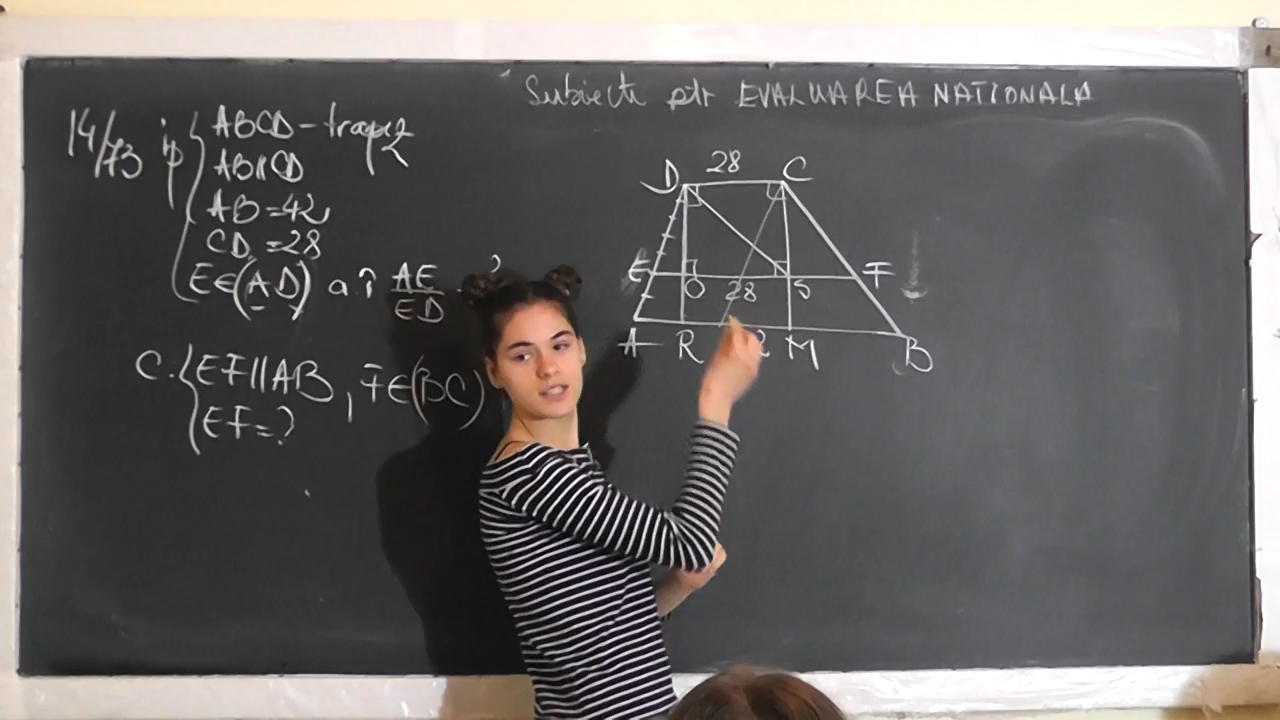 Subiecte ptr EVALUAREA NATIONALA
14/73 ip { ABCD - trapez
AB∥CD
AB = 42
CD = 28
E∈(AD) a.î AE/ED
C. { EF∥AB, F∈(BC)
EF=?
28
D C
E O 28 S F
A R M B